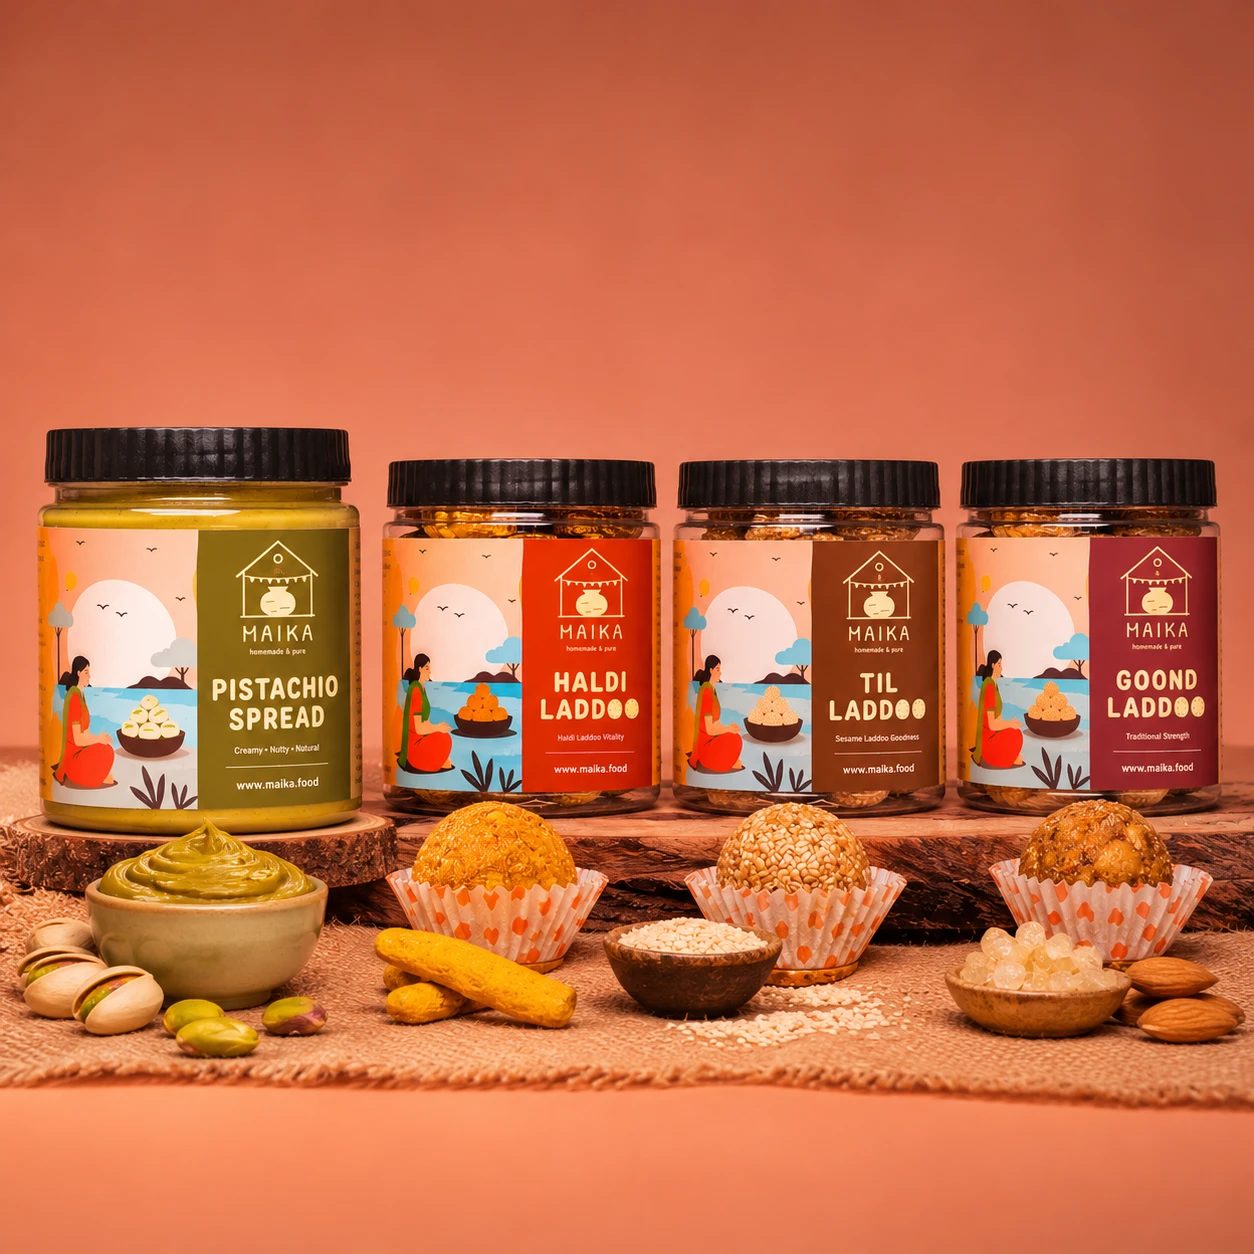 MAIKA
homemade & pure
PISTACHIO
SPREAD
Creamy • Nutty • Natural
www.maika.food
MAIKA
homemade & pure
HALDI
LADDOO
Haldi Laddoo Vitality
www.maika.food
MAIKA
homemade & pure
TIL
LADDOO
Sesame Laddoo Goodness
www.maika.food
MAIKA
homemade & pure
GOOND
LADDOO
Traditional Strength
www.maika.food